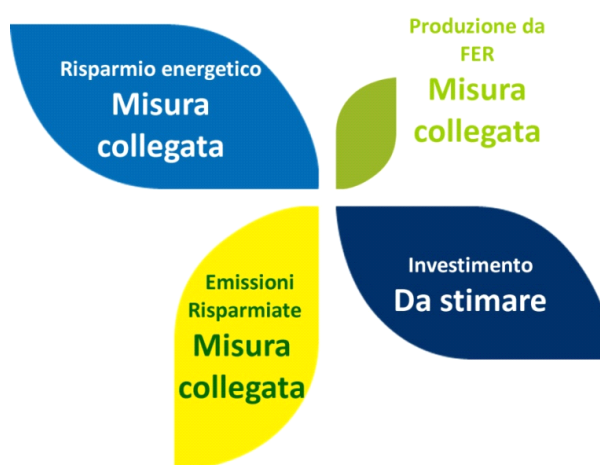 Risparmio energetico
Misura
collegata
Produzione da
FER
Misura
collegata
Emissioni
Risparmiate
Misura
collegata
Investimento
Da stimare